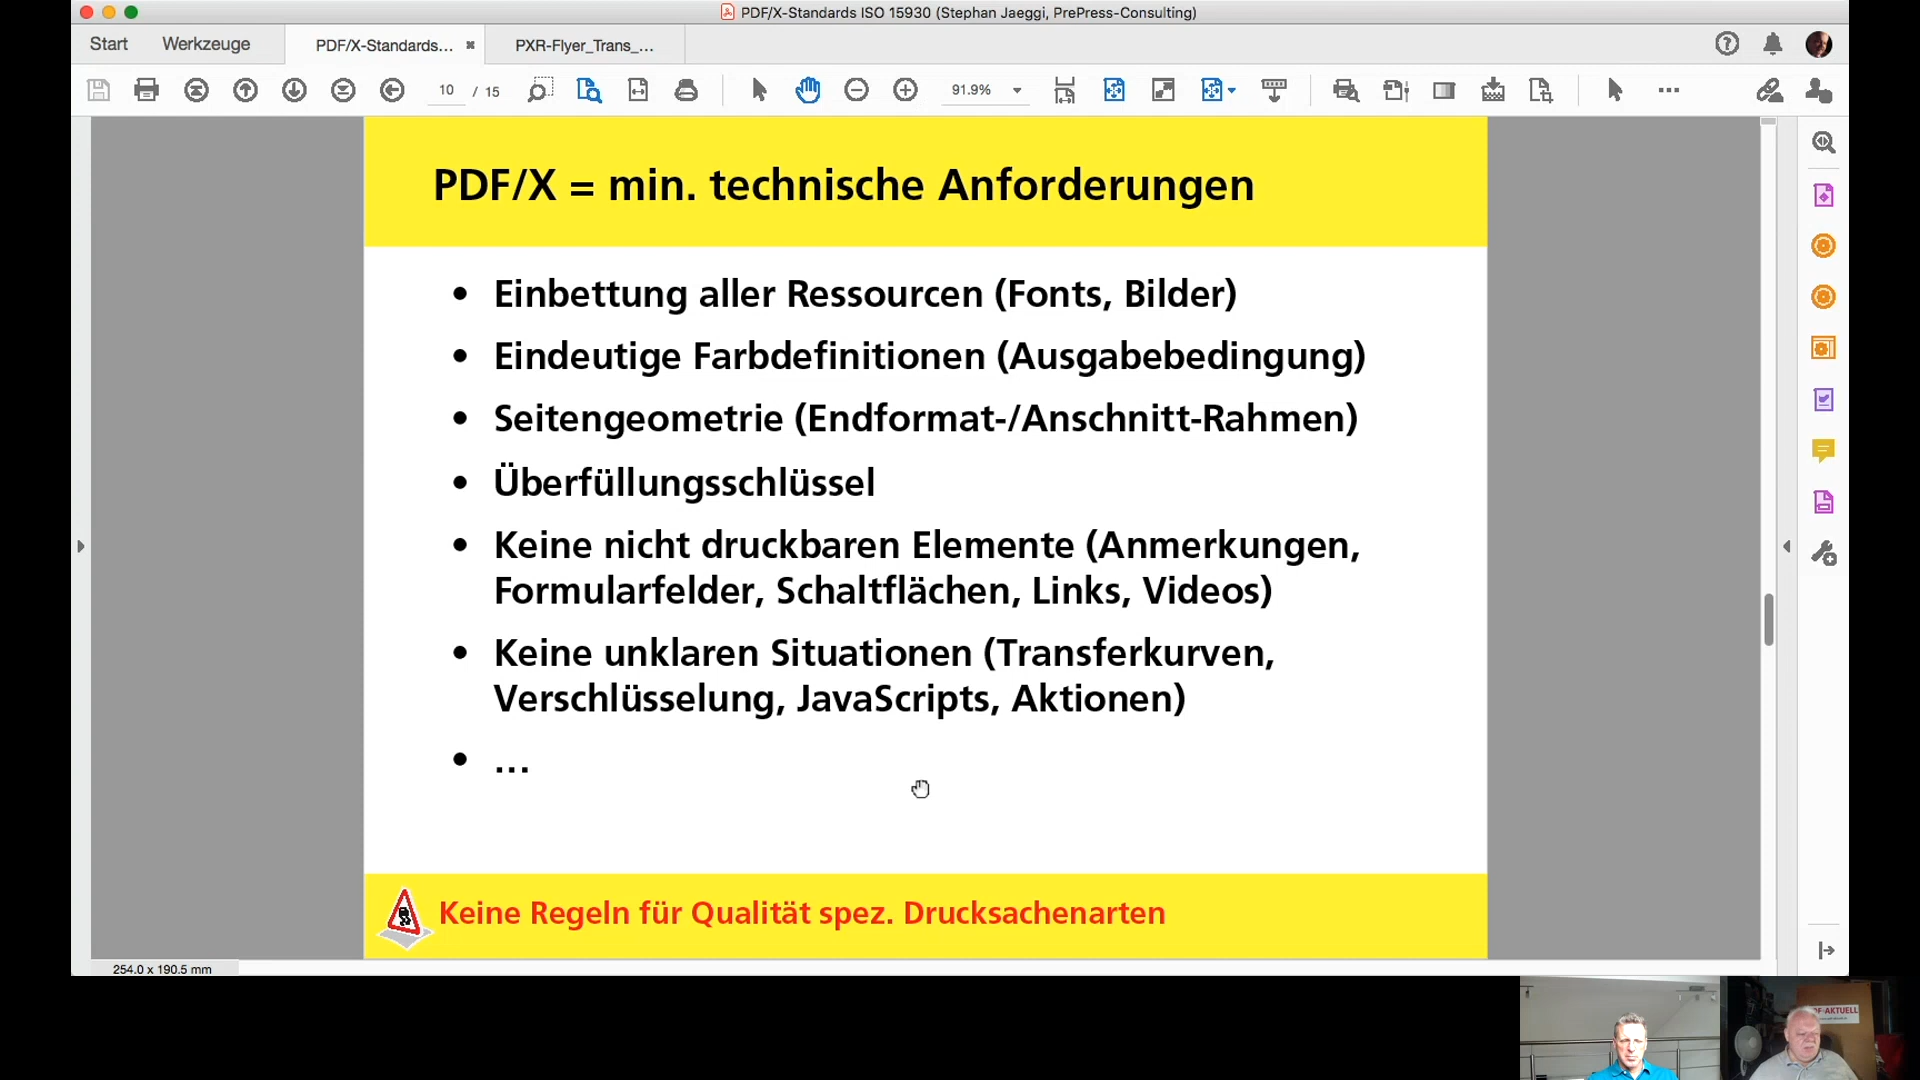 PDF/X-Standards ISO 15930 (Stephan Jaeggi, PrePress-Consulting)
Start Werkzeuge PDF/X-Standards... PXR-Flyer_Trans_...
10 / 15 91.9%
PDF/X = min. technische Anforderungen
• Einbettung aller Ressourcen (Fonts, Bilder)
• Eindeutige Farbdefinitionen (Ausgabebedingung)
• Seitengeometrie (Endformat-/Anschnitt-Rahmen)
• Überfüllungsschlüssel
• Keine nicht druckbaren Elemente (Anmerkungen,
Formularfelder, Schaltflächen, Links, Videos)
• Keine unklaren Situationen (Transferkurven,
Verschlüsselung, JavaScripts, Aktionen)
• ...
Keine Regeln für Qualität spez. Drucksachenarten
254.0 x 190.5 mm
AKTUELL